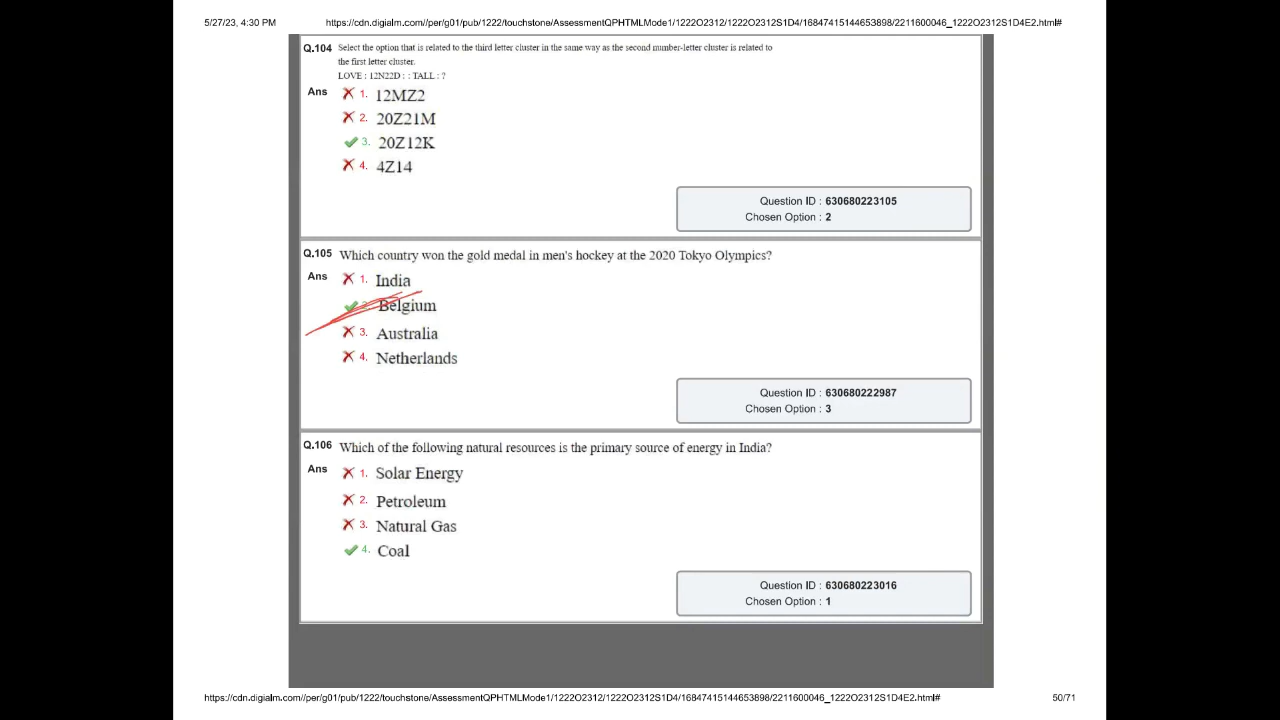 5/27/23, 4:30 PM https://cdn.digialm.com//per/g01/pub/1222/touchstone/AssessmentQPHTMLMode1/1222O2312/1222O2312S1D4/16847415144653898/2211600046_1222O2312S1D4E2.html#
Q.104 Select the option that is related to the third letter cluster in the same way as the second number-letter cluster is related to
the first letter cluster.
LOVE : 12N22D : : TALL : ?
Ans 1. 12MZ2
2. 20Z21M
3. 20Z12K
4. 4Z14
Question ID : 630680223105
Chosen Option : 2
Q.105 Which country won the gold medal in men's hockey at the 2020 Tokyo Olympics?
Ans 1. India
Belgium
3. Australia
4. Netherlands
Question ID : 630680222987
Chosen Option : 3
Q.106 Which of the following natural resources is the primary source of energy in India?
Ans 1. Solar Energy
2. Petroleum
3. Natural Gas
4. Coal
Question ID : 630680223016
Chosen Option : 1
https://cdn.digialm.com//per/g01/pub/1222/touchstone/AssessmentQPHTMLMode1/1222O2312/1222O2312S1D4/16847415144653898/2211600046_1222O2312S1D4E2.html# 50/71